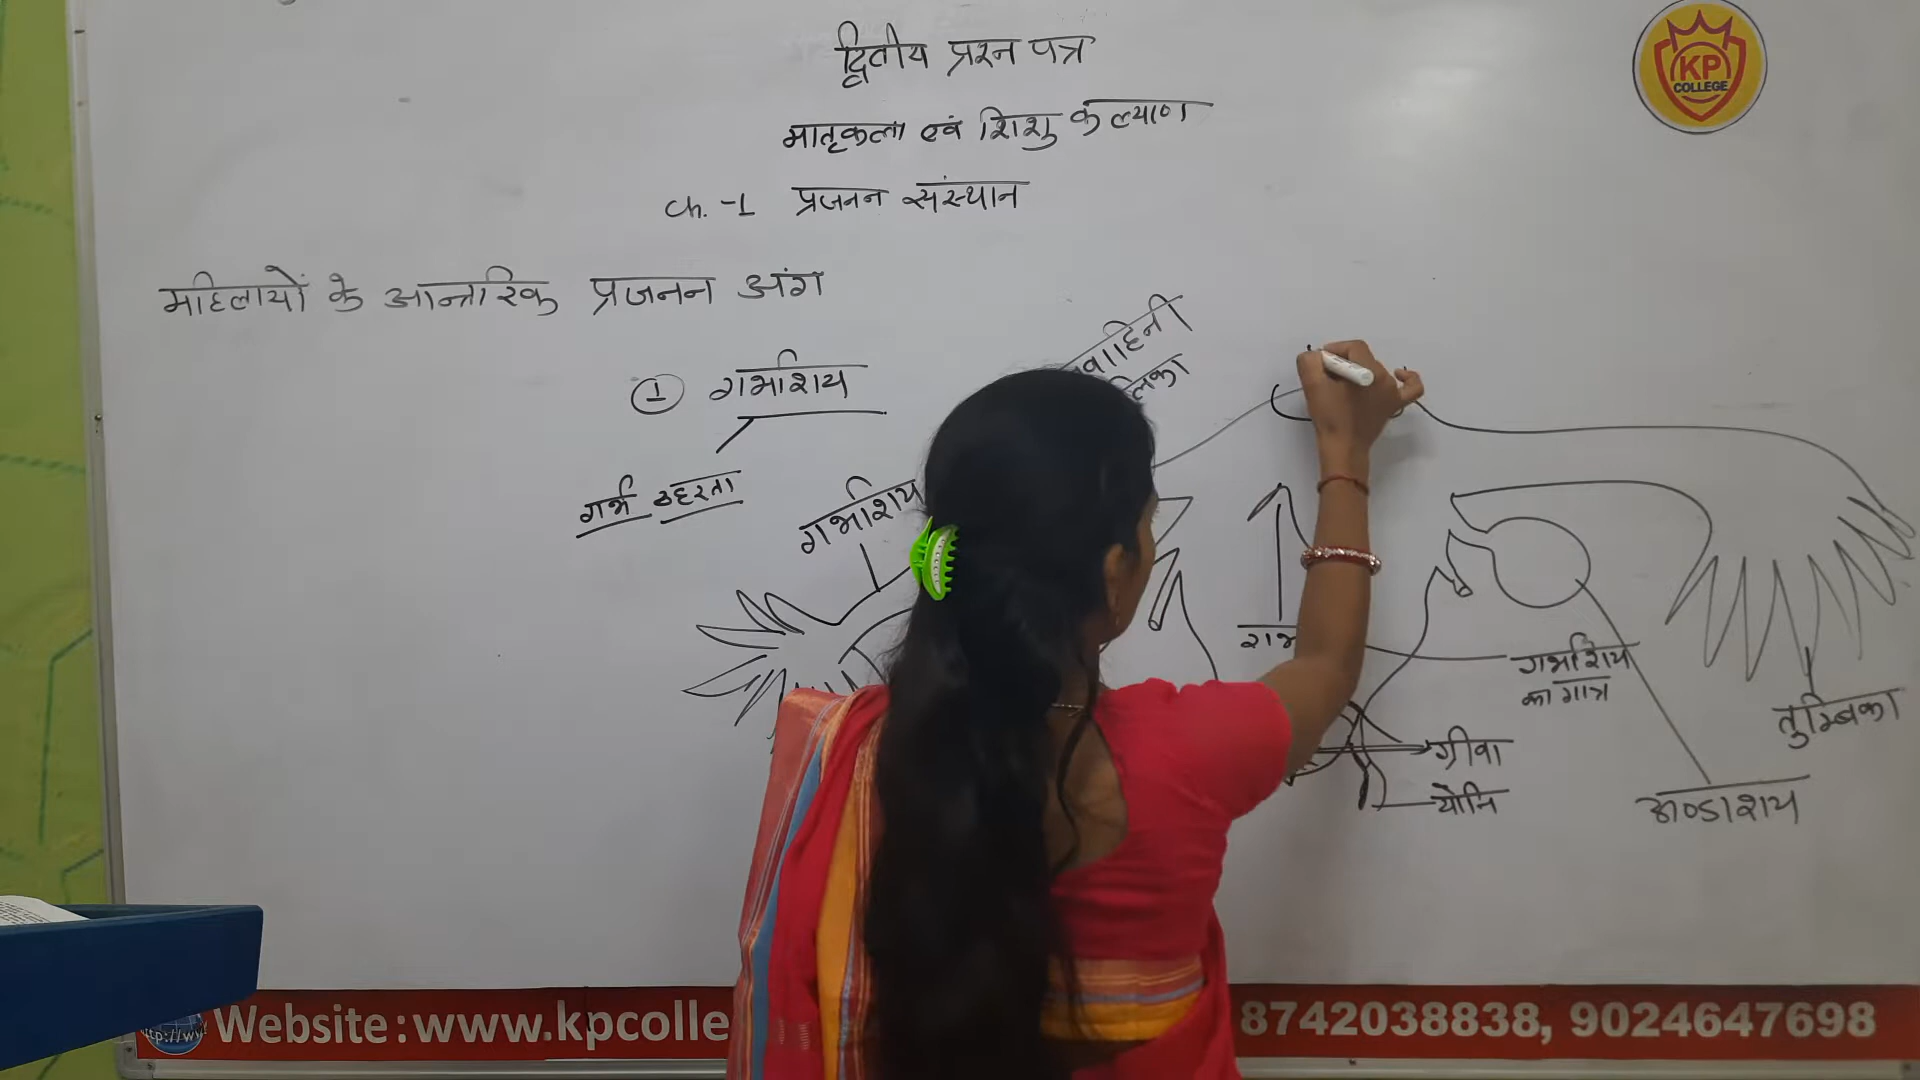 द्वितीय प्रश्न पत्र
मातृकला एवं शिशु कल्याण
Ch. -1 प्रजनन संस्थान
महिलायों के आन्तरिक प्रजनन अंग
① गर्भाशय
गर्भ ठहरता
गर्भाशय
वाहिनी
लिका
गर्भ
गर्भाशय
का गात्र
तुम्बिका
ग्रीवा
योनि
अण्डाशय
KP
COLLEGE
Website : www.kpcolle
8742038838, 9024647698